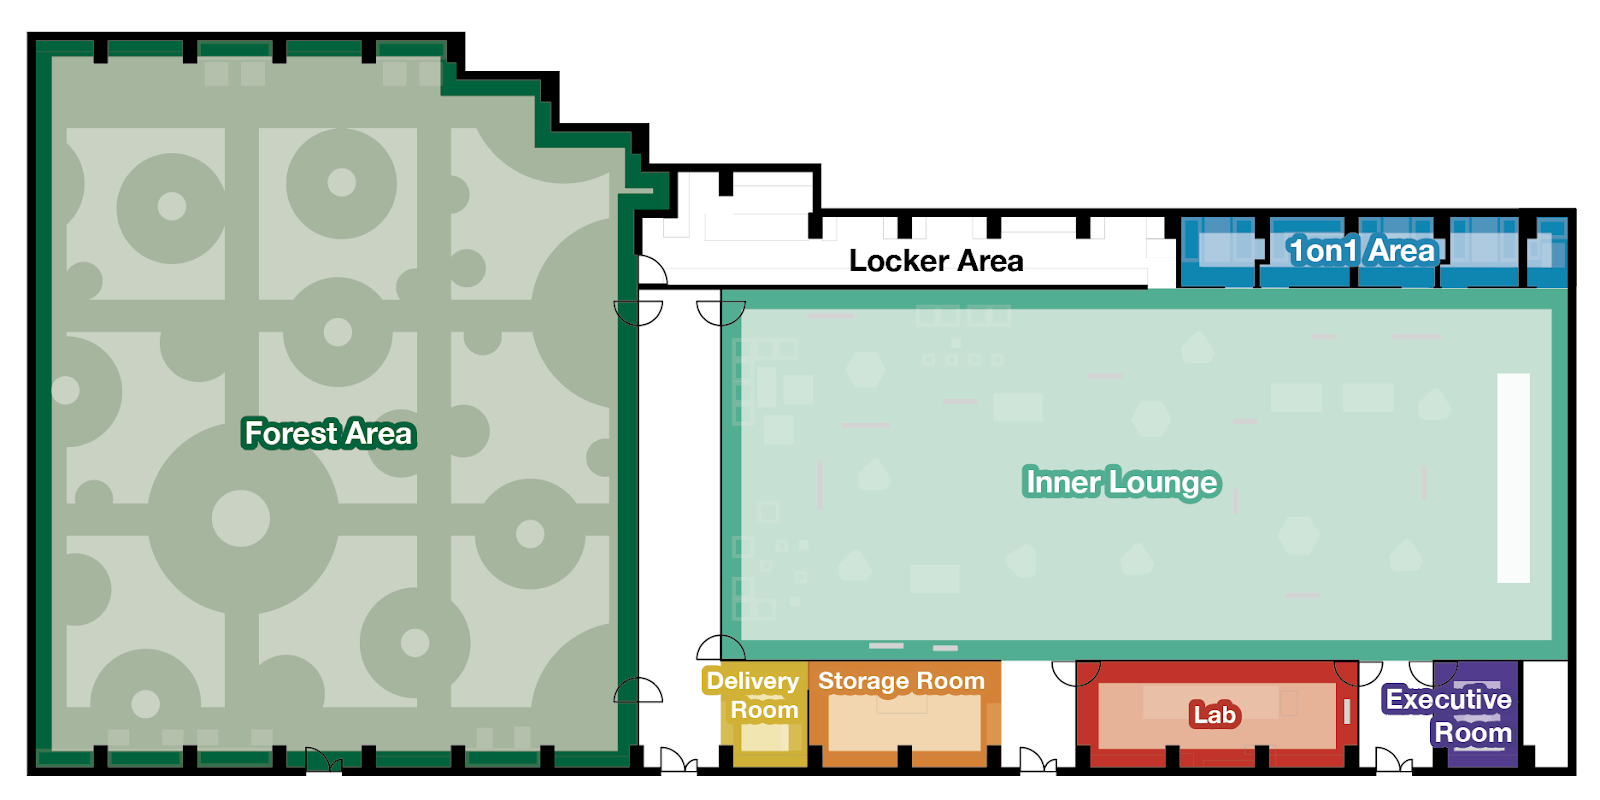 Locker Area
1on1 Area
Forest Area
Inner Lounge
Delivery
Room
Storage Room
Lab
Executive
Room